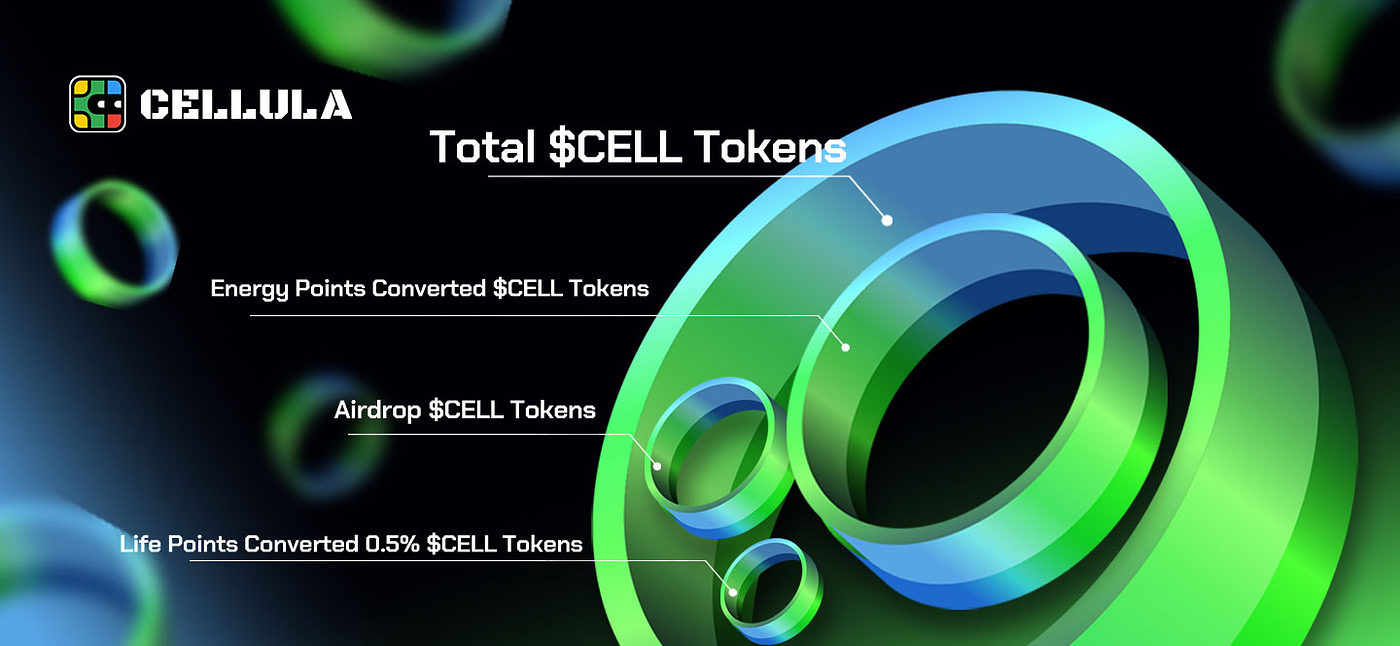 CELLULA
Total $CELL Tokens
Energy Points Converted $CELL Tokens
Airdrop $CELL Tokens
Life Points Converted 0.5% $CELL Tokens